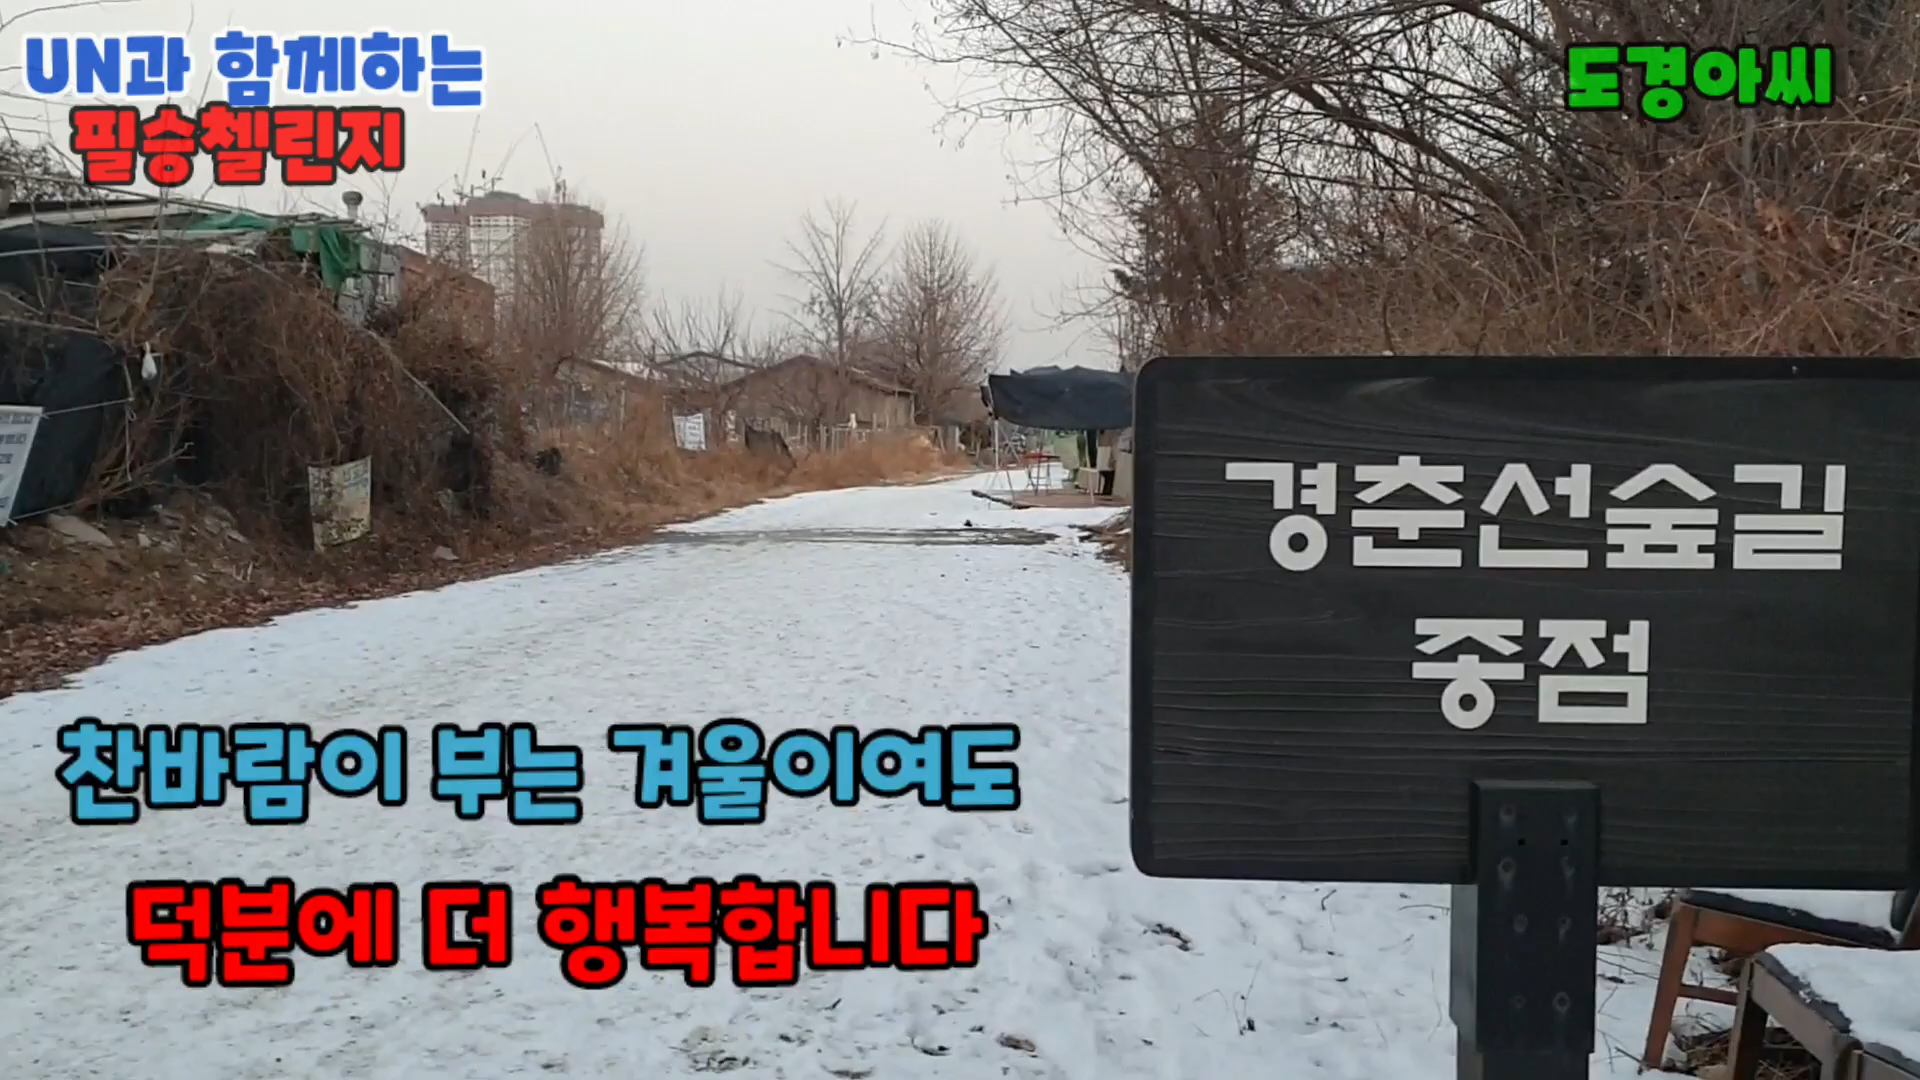 UN과 함께하는
필승첼린지
도경아씨
경춘선숲길
종점
찬바람이 부는 겨울이여도
덕분에 더 행복합니다